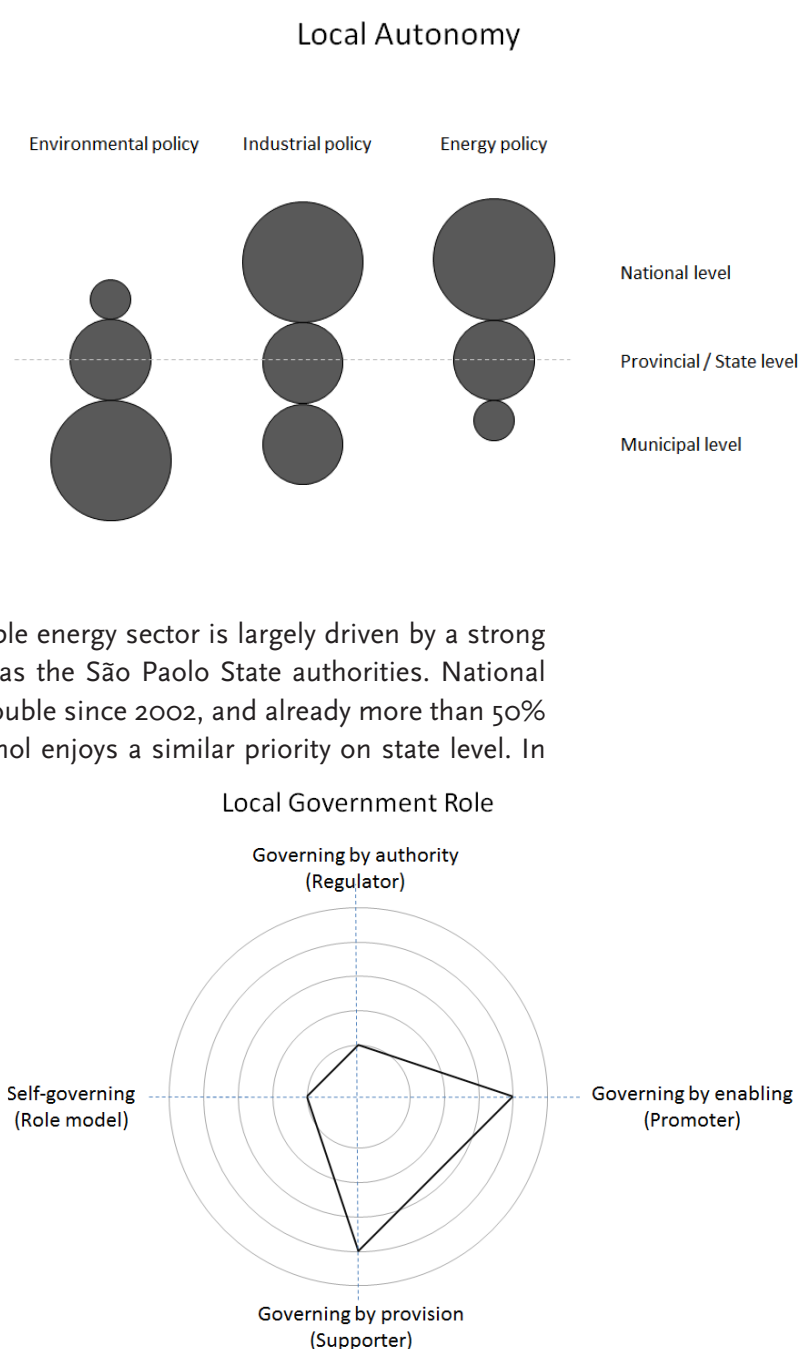 Local Autonomy
Environmental policy
Industrial policy
Energy policy
National level
Provincial / State level
Municipal level
energy sector is largely driven by a strong
as the São Paolo State authorities. National
since 2002, and already more than 50%
enjoys a similar priority on state level. In
Local Government Role
Governing by authority
(Regulator)
Self-governing
(Role model)
Governing by enabling
(Promoter)
Governing by provision
(Supporter)